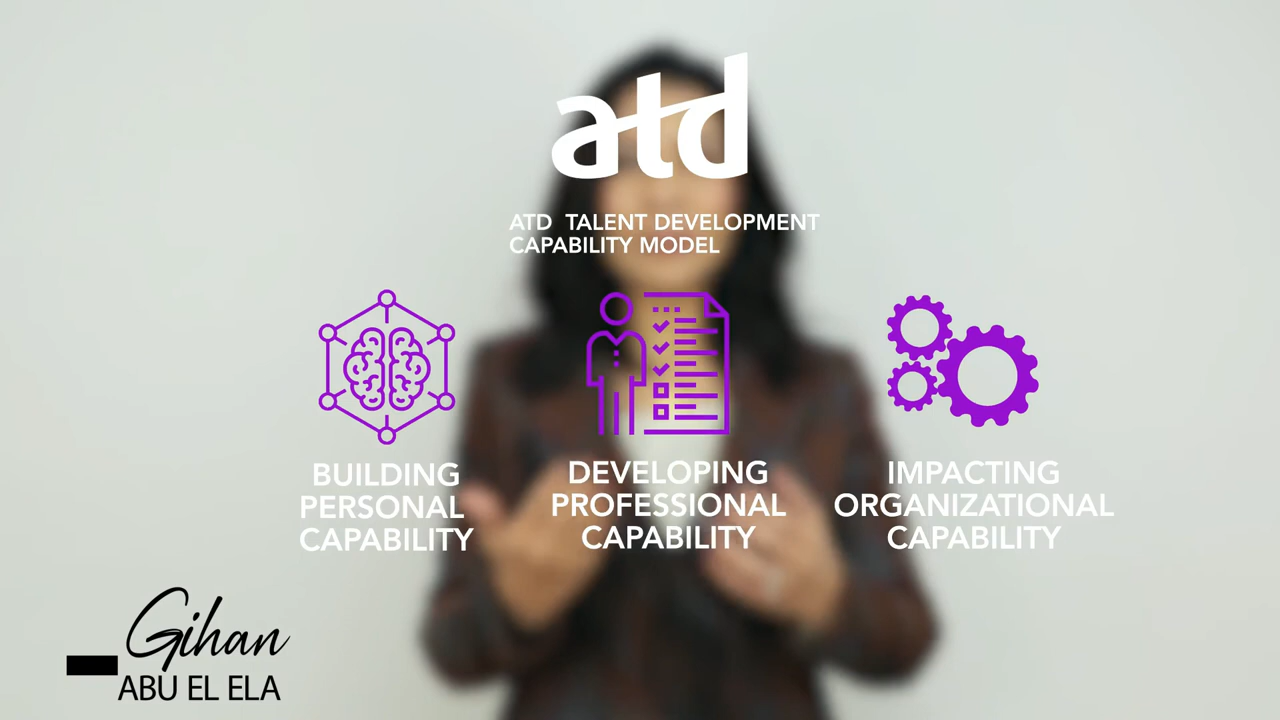 atd
ATD TALENT DEVELOPMENT
CAPABILITY MODEL
BUILDING
PERSONAL
CAPABILITY
DEVELOPING
PROFESSIONAL
CAPABILITY
IMPACTING
ORGANIZATIONAL
CAPABILITY
Gihan
ABU EL ELA